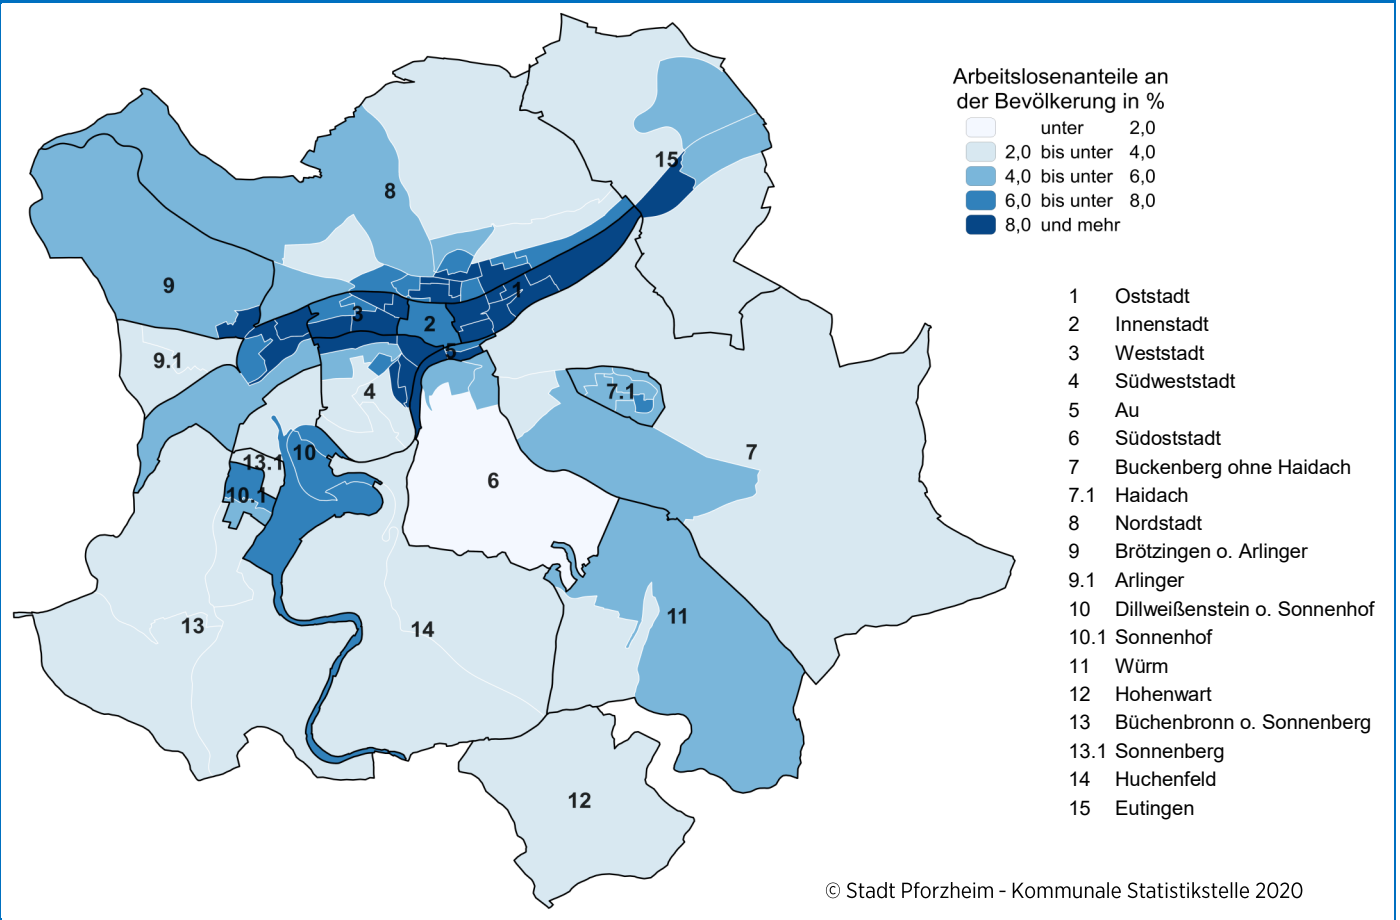 Arbeitslosenanteile an
der Bevölkerung in %
unter 2,0
2,0 bis unter 4,0
4,0 bis unter 6,0
6,0 bis unter 8,0
8,0 und mehr
15
8
9
1
3
2
5
9.1
4
7.1
10
7
13.1
6
10.1
11
13
14
12
1 Oststadt
2 Innenstadt
3 Weststadt
4 Südweststadt
5 Au
6 Südoststadt
7 Buckenberg ohne Haidach
7.1 Haidach
8 Nordstadt
9 Brötzingen o. Arlinger
9.1 Arlinger
10 Dillweißenstein o. Sonnenhof
10.1 Sonnenhof
11 Würm
12 Hohenwart
13 Büchenbronn o. Sonnenberg
13.1 Sonnenberg
14 Huchenfeld
15 Eutingen
© Stadt Pforzheim - Kommunale Statistikstelle 2020